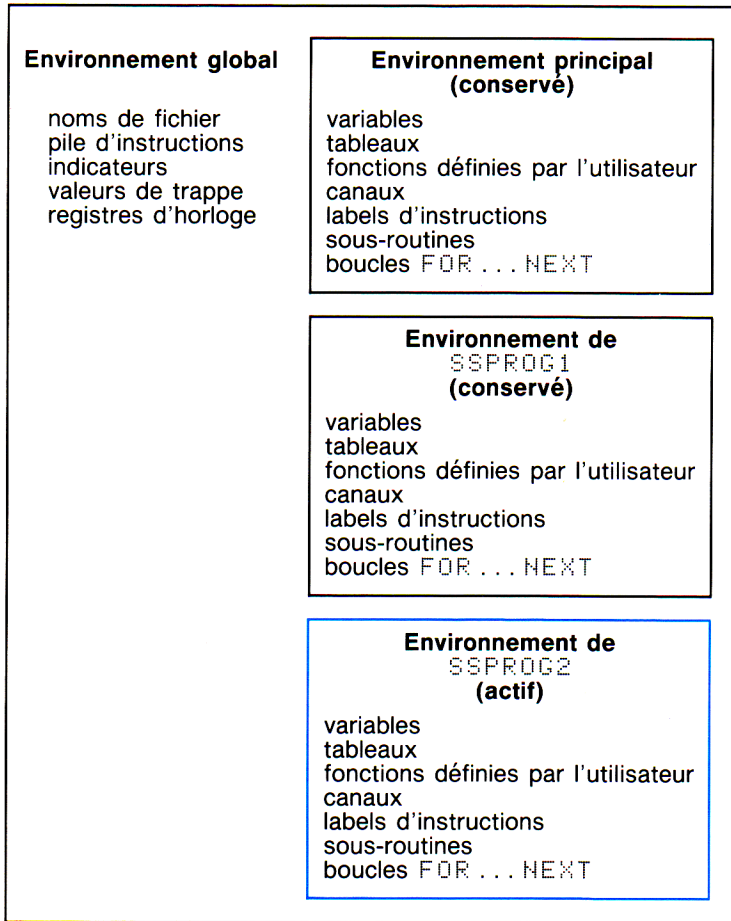 Environnement global
noms de fichier
pile d'instructions
indicateurs
valeurs de trappe
registres d'horloge
Environnement principal
(conservé)
variables
tableaux
fonctions définies par l'utilisateur
canaux
labels d'instructions
sous-routines
boucles FOR ... NEXT
Environnement de
SSPROG1
(conservé)
variables
tableaux
fonctions définies par l'utilisateur
canaux
labels d'instructions
sous-routines
boucles FOR ... NEXT
Environnement de
SSPROG2
(actif)
variables
tableaux
fonctions définies par l'utilisateur
canaux
labels d'instructions
sous-routines
boucles FOR ... NEXT